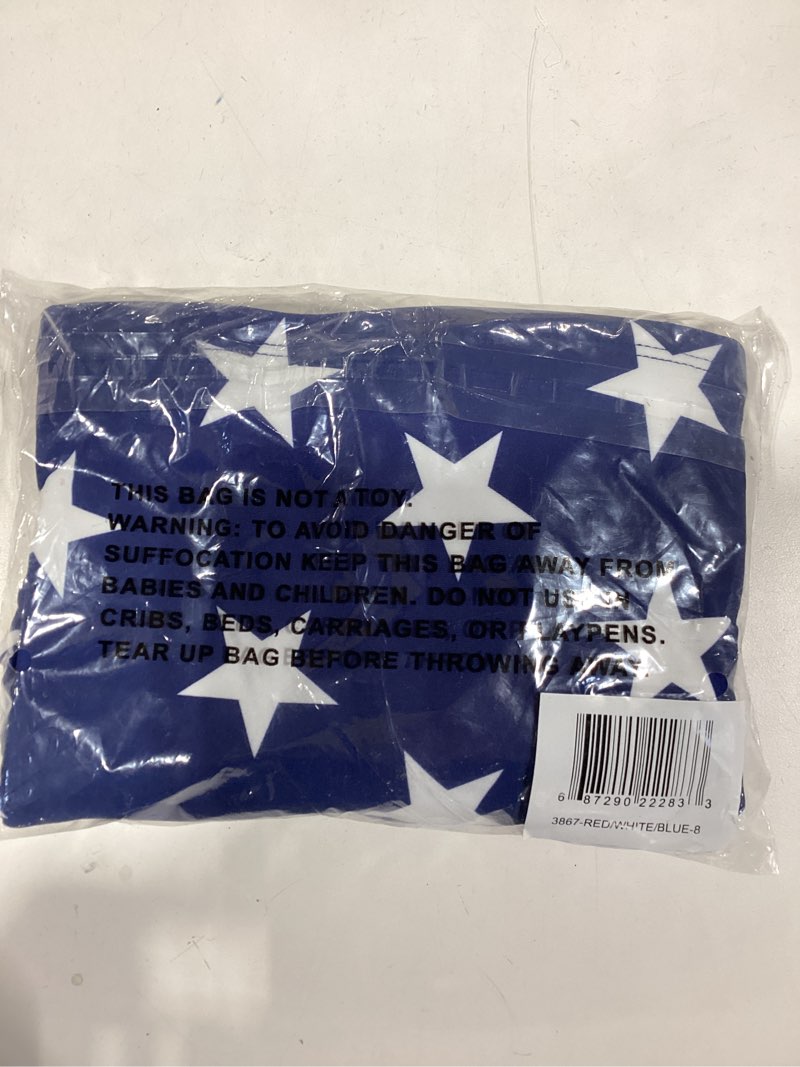 THIS BAG IS NOT A TOY.
WARNING: TO AVOID DANGER OF
SUFFOCATION KEEP THIS BAG AWAY FROM
BABIES AND CHILDREN. DO NOT US IN
CRIBS, BEDS, CARRIAGES, OR PLAYPENS.
TEAR UP BAG BEFORE THROWING AWAY.
6 87290 22283 3
3867-RED/WHITE/BLUE-8